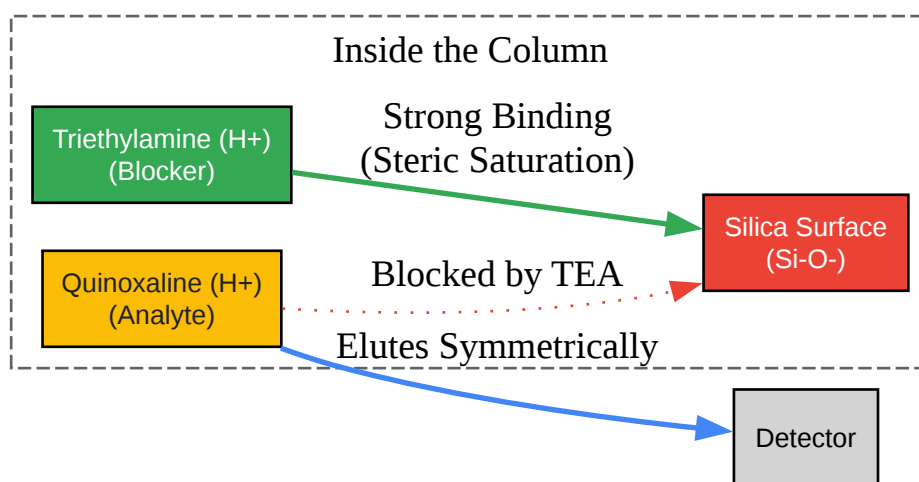 Inside the Column
Triethylamine (H+)
(Blocker)
Strong Binding
(Steric Saturation)
Silica Surface
(Si-O-)
Quinoxaline (H+)
(Analyte)
Blocked by TEA
Elutes Symmetrically
Detector